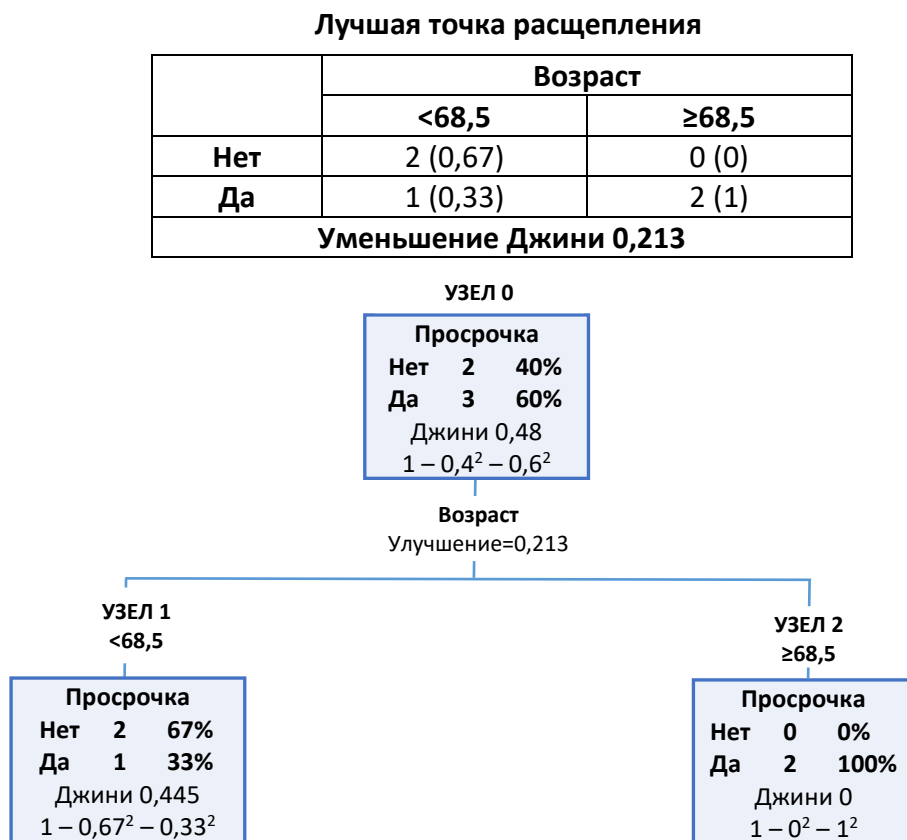 Лучшая точка расщепления
Возраст
<68,5 ≥68,5
Нет 2 (0,67) 0 (0)
Да 1 (0,33) 2 (1)
Уменьшение Джини 0,213
УЗЕЛ 0
Просрочка
Нет 2 40%
Да 3 60%
Джини 0,48
1 – 0,4² – 0,6²
Возраст
Улучшение=0,213
УЗЕЛ 1
<68,5
Просрочка
Нет 2 67%
Да 1 33%
Джини 0,445
1 – 0,67² – 0,33²
УЗЕЛ 2
≥68,5
Просрочка
Нет 0 0%
Да 2 100%
Джини 0
1 – 0² – 1²